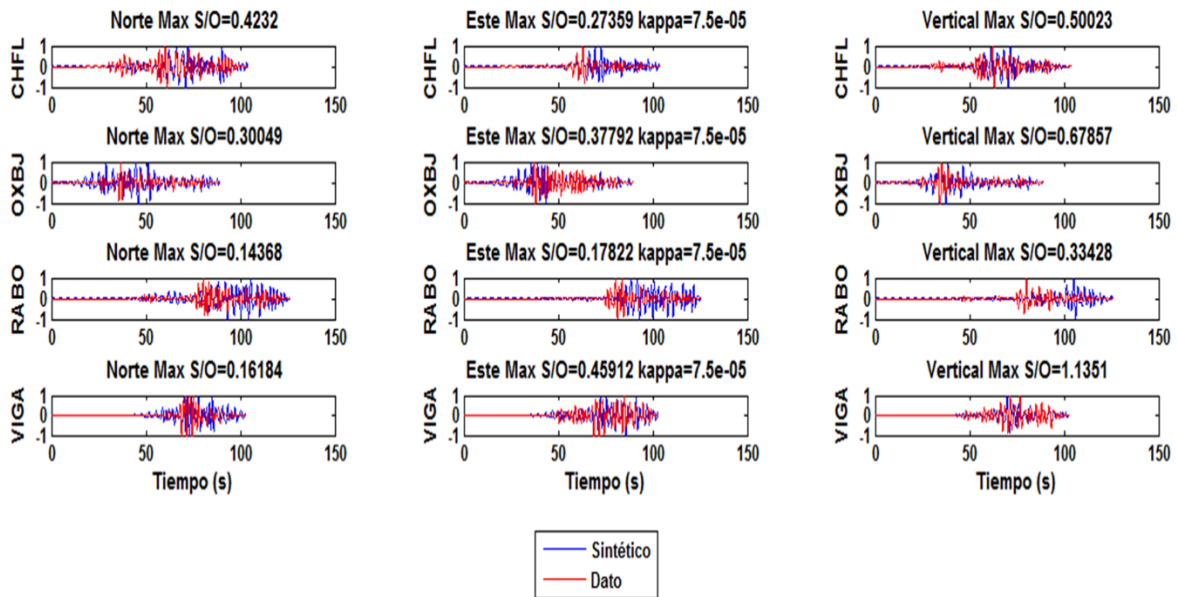 Norte Max S/O=0.4232
Este Max S/O=0.27359 kappa=7.5e-05
Vertical Max S/O=0.50023
CHFL
1
0
-1
0 50 100 150
CHFL
1
0
-1
0 50 100 150
CHFL
1
0
-1
0 50 100 150
Norte Max S/O=0.30049
Este Max S/O=0.37792 kappa=7.5e-05
Vertical Max S/O=0.67857
OXBJ
1
0
-1
0 50 100 150
OXBJ
1
0
-1
0 50 100 150
OXBJ
1
0
-1
0 50 100 150
Norte Max S/O=0.14368
Este Max S/O=0.17822 kappa=7.5e-05
Vertical Max S/O=0.33428
RABO
1
0
-1
0 50 100 150
RABO
1
0
-1
0 50 100 150
RABO
1
0
-1
0 50 100 150
Norte Max S/O=0.16184
Este Max S/O=0.45912 kappa=7.5e-05
Vertical Max S/O=1.1351
VIGA
1
0
-1
0 50 100 150
Tiempo (s)
VIGA
1
0
-1
0 50 100 150
Tiempo (s)
VIGA
1
0
-1
0 50 100 150
Tiempo (s)
Sintético
Dato